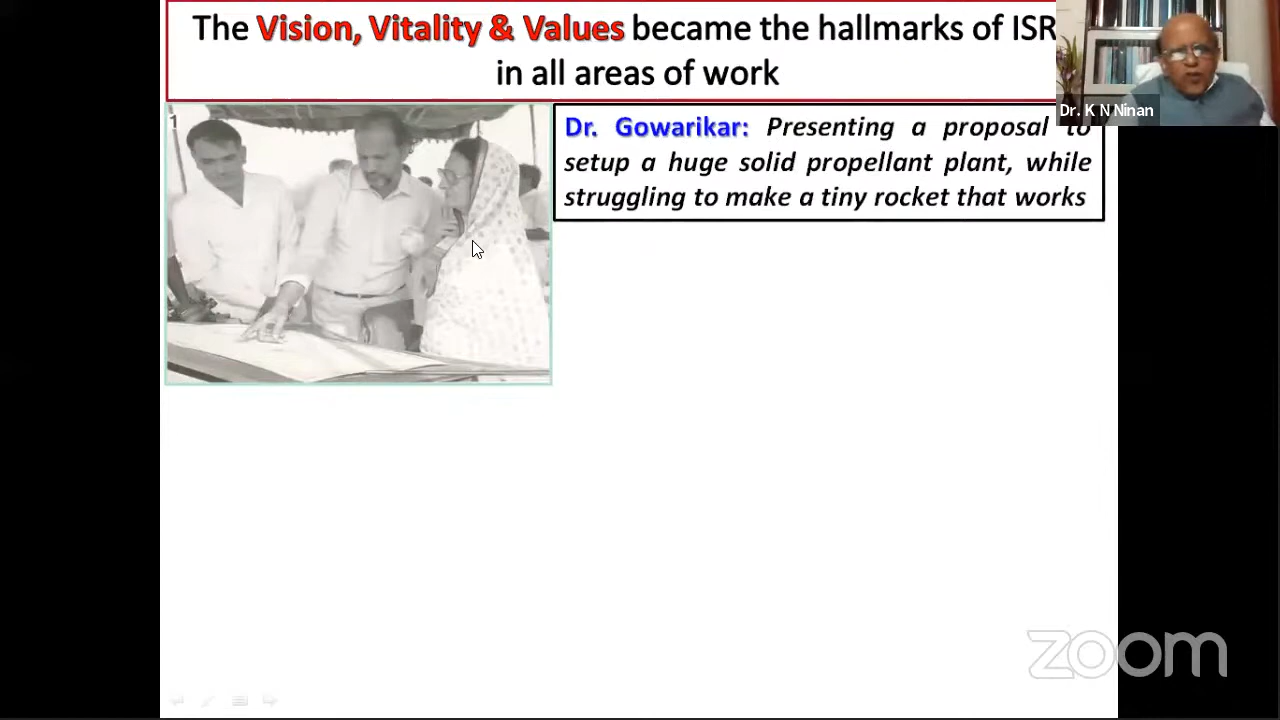 The Vision, Vitality & Values became the hallmarks of ISR
in all areas of work
1
Dr. K N Ninan
Dr. Gowarikar: Presenting a proposal to
setup a huge solid propellant plant, while
struggling to make a tiny rocket that works
zoom